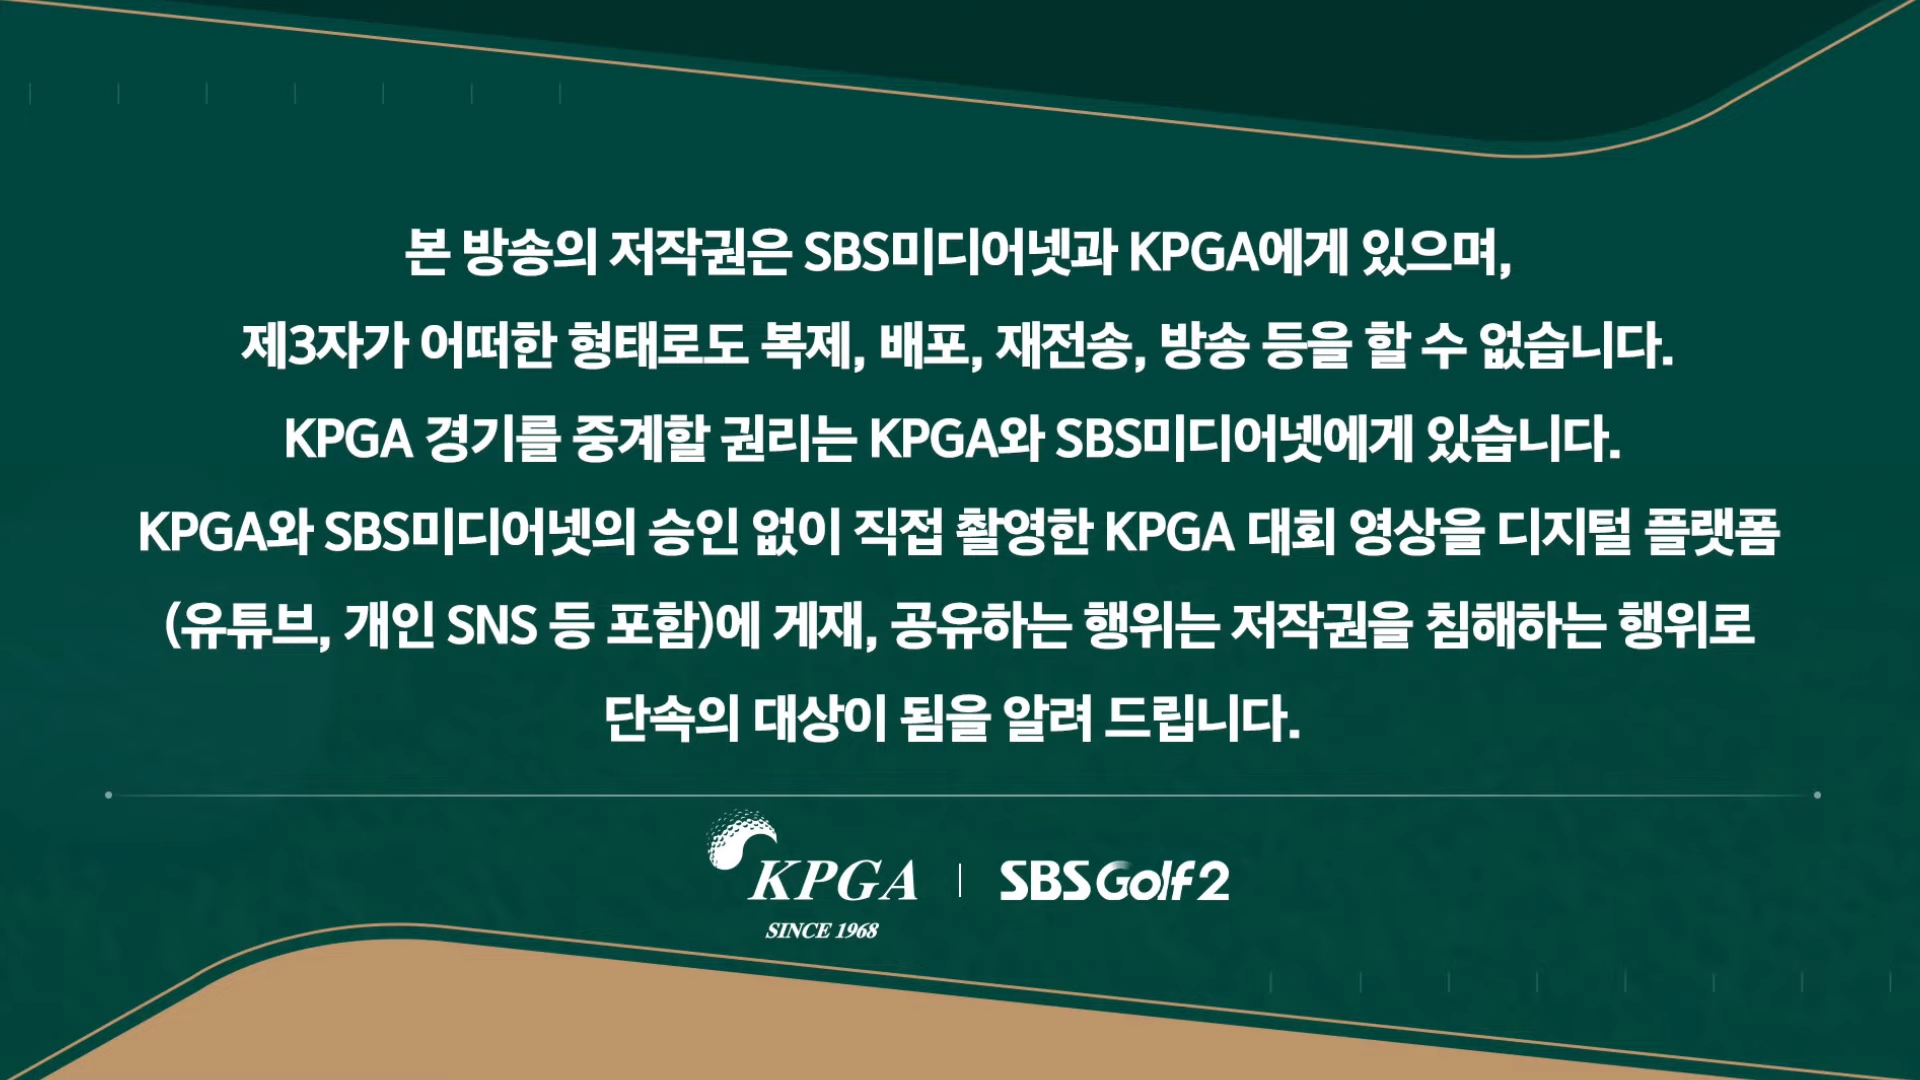 본 방송의 저작권은 SBS미디어넷과 KPGA에게 있으며,
제3자가 어떠한 형태로도 복제, 배포, 재전송, 방송 등을 할 수 없습니다.
KPGA 경기를 중계할 권리는 KPGA와 SBS미디어넷에게 있습니다.
KPGA와 SBS미디어넷의 승인 없이 직접 촬영한 KPGA 대회 영상을 디지털 플랫폼
(유튜브, 개인 SNS 등 포함)에 게재, 공유하는 행위는 저작권을 침해하는 행위로
단속의 대상이 됨을 알려 드립니다.
KPGA
SINCE 1968
SBS Golf 2